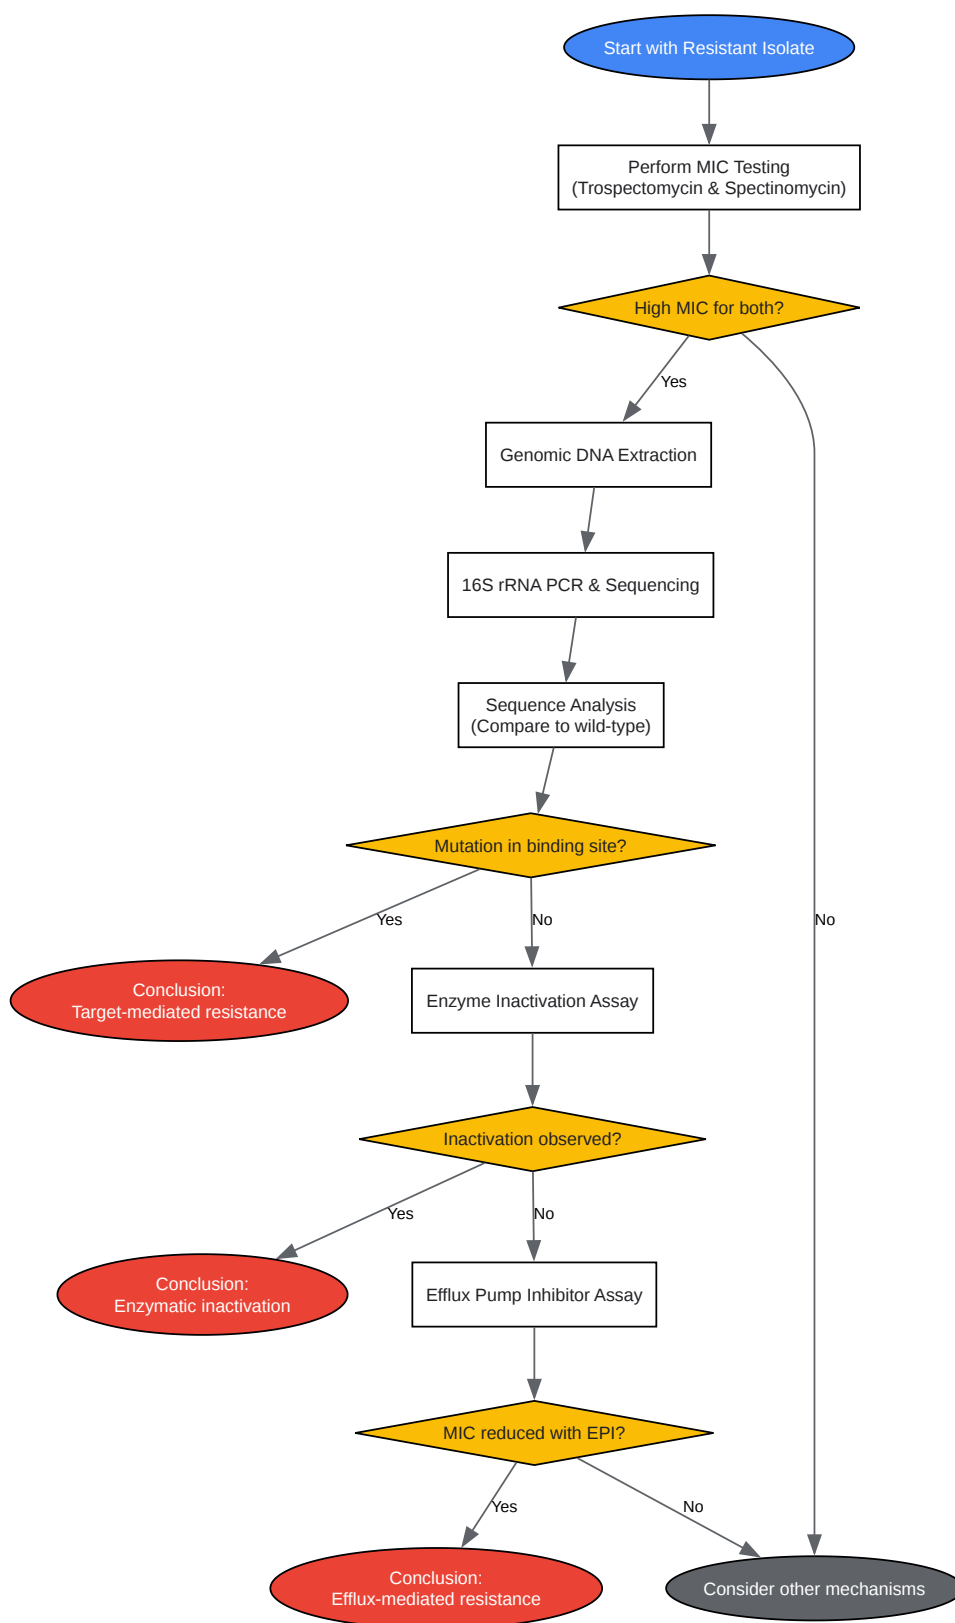 Start with Resistant Isolate
Perform MIC Testing
(Trospectomycin & Spectinomycin)
High MIC for both?
Yes
Genomic DNA Extraction
16S rRNA PCR & Sequencing
Sequence Analysis
(Compare to wild-type)
Mutation in binding site?
Yes
No
No
Conclusion:
Target-mediated resistance
Enzyme Inactivation Assay
Inactivation observed?
Yes
No
Conclusion:
Enzymatic inactivation
Efflux Pump Inhibitor Assay
MIC reduced with EPI?
Yes
No
Conclusion:
Efflux-mediated resistance
Consider other mechanisms